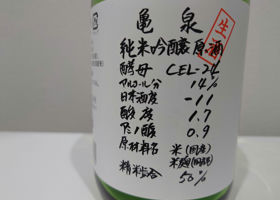 亀泉
生
純米吟醸原酒
酵母 CEL-24
アルコール分 14%
日本酒度 -11
酸度 1.7
アミノ酸 0.9
原材料名 米(国産)
米麹(国産米)
精米歩合 50%